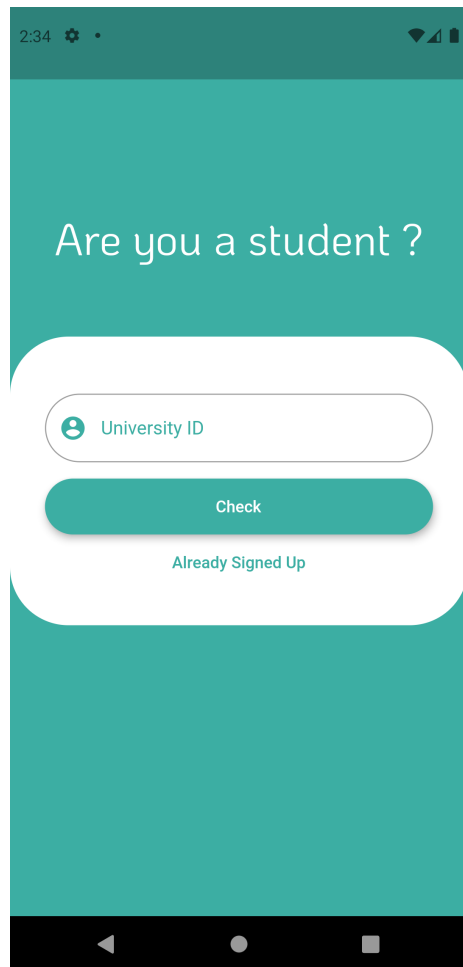 2:34
Are you a student ?
University ID
Check
Already Signed Up